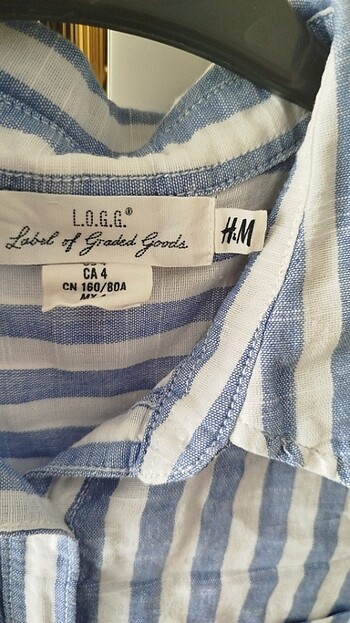 L.O.G.G.®
Label of Graded Goods
H&M
CA 4
CN 160/80A